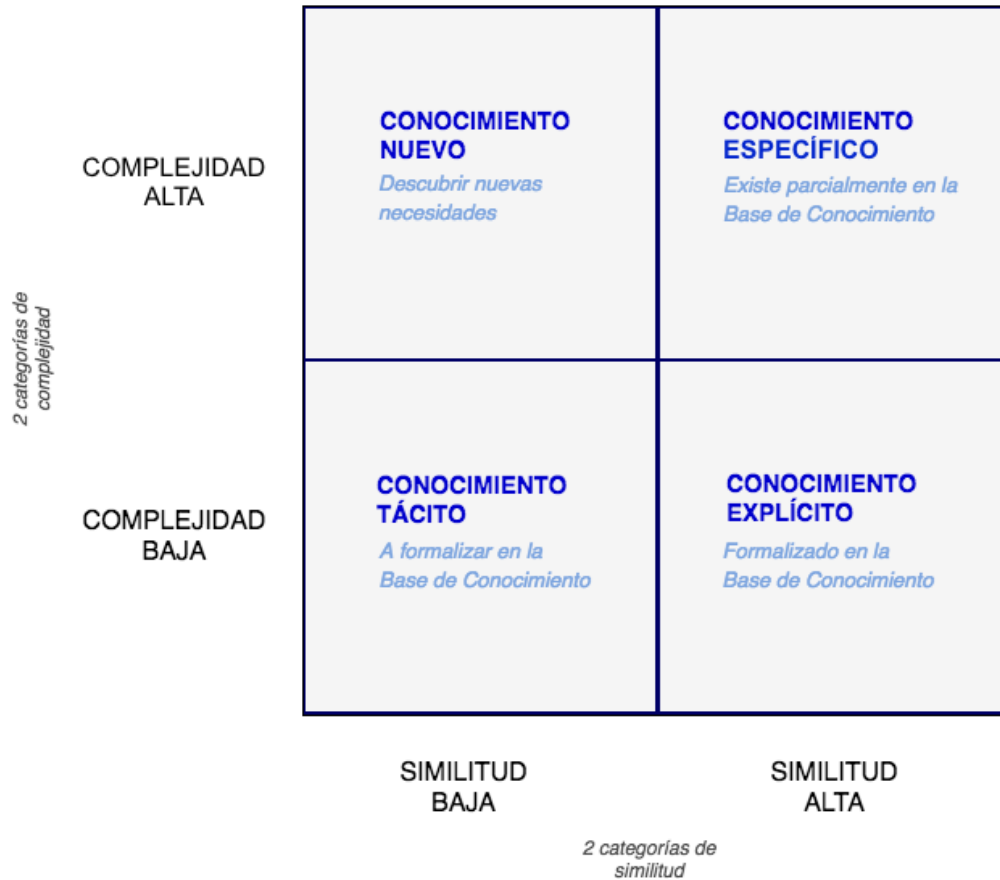 COMPLEJIDAD
ALTA
CONOCIMIENTO
NUEVO
Descubrir nuevas
necesidades
CONOCIMIENTO
ESPECÍFICO
Existe parcialmente en la
Base de Conocimiento
2 categorías de
complejidad
COMPLEJIDAD
BAJA
CONOCIMIENTO
TÁCITO
A formalizar en la
Base de Conocimiento
CONOCIMIENTO
EXPLÍCITO
Formalizado en la
Base de Conocimiento
SIMILITUD
BAJA
SIMILITUD
ALTA
2 categorías de
similitud